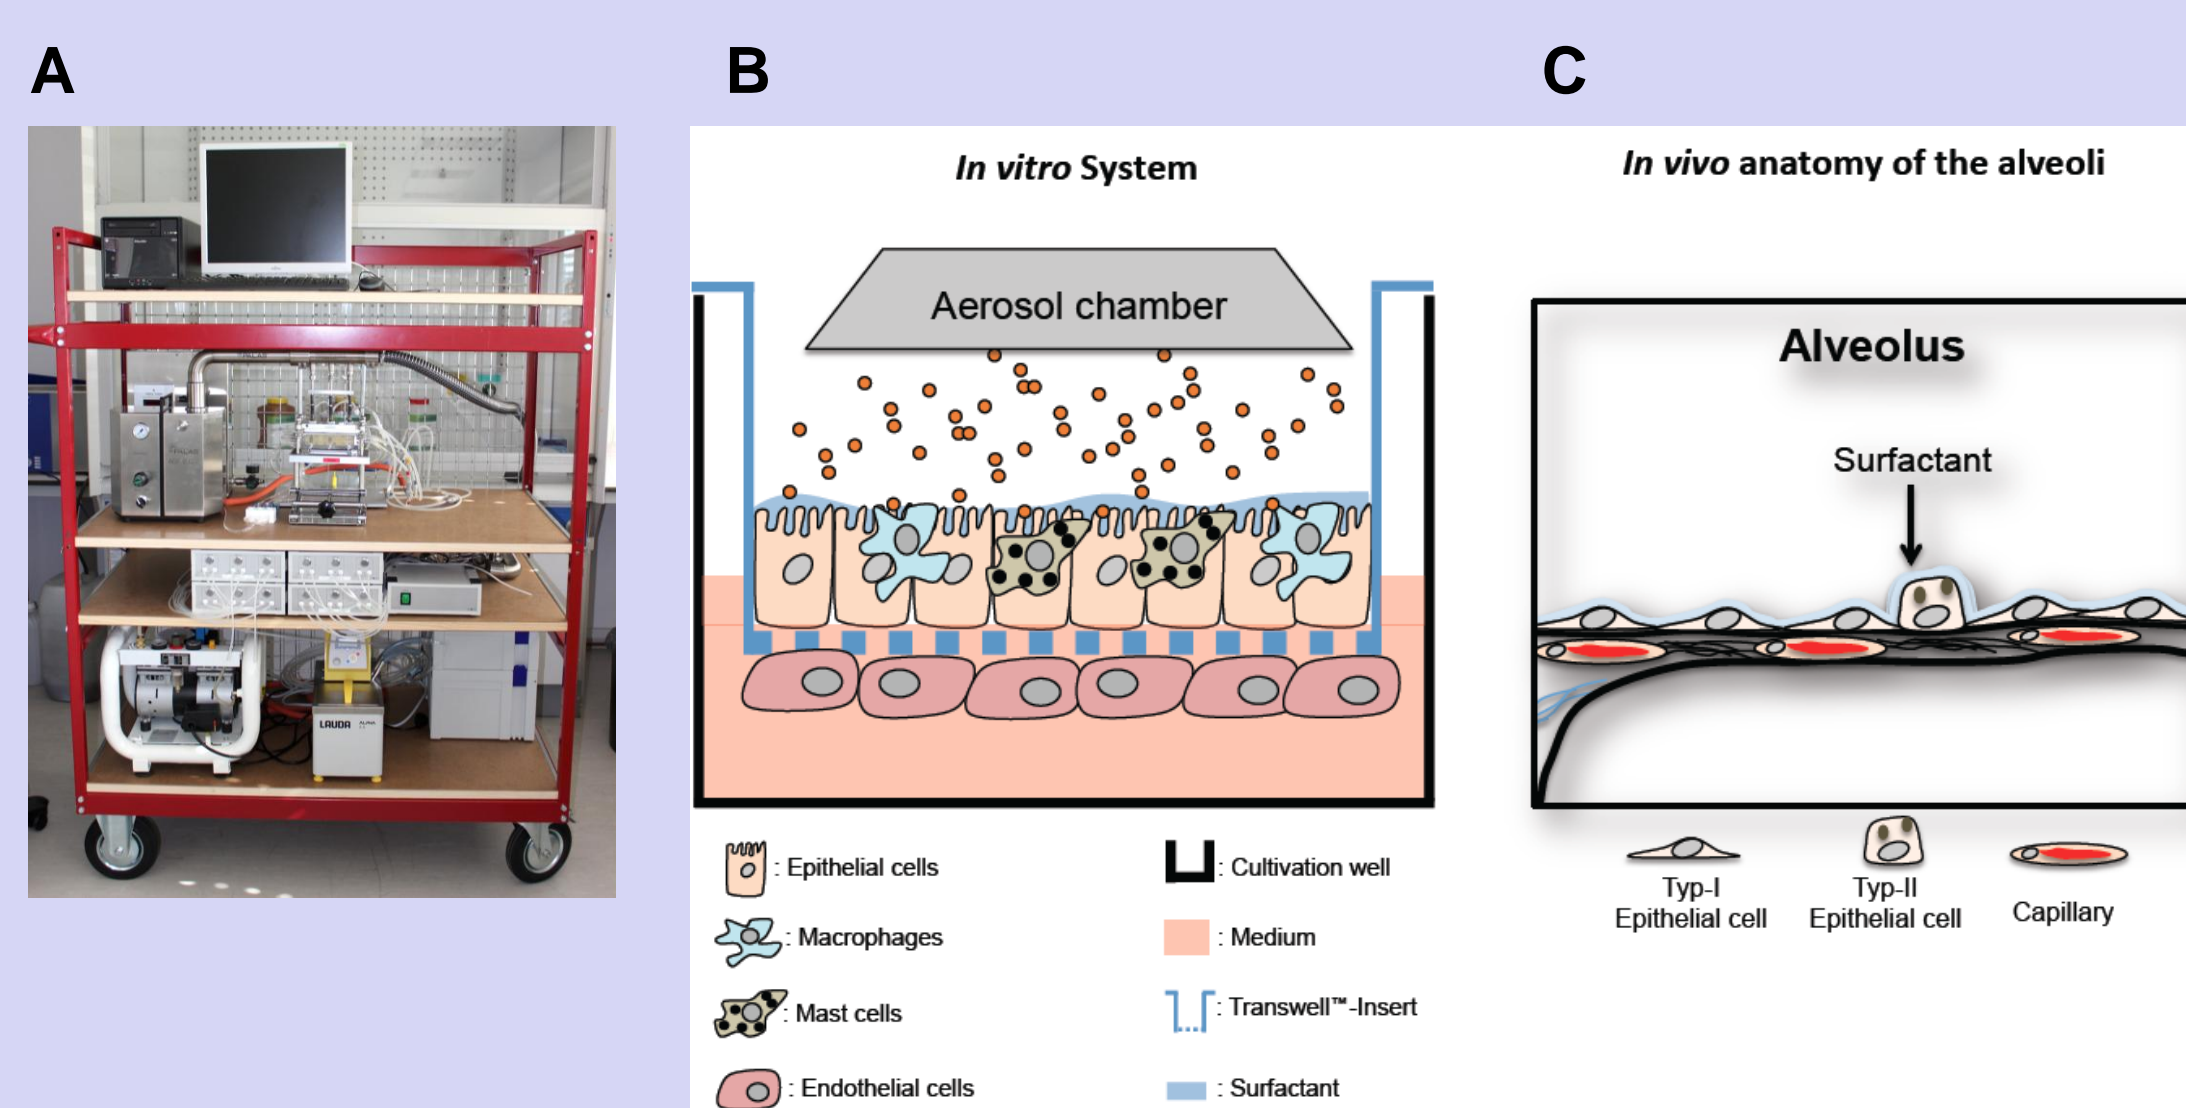 A
B
C
In vitro System
In vivo anatomy of the alveoli
Aerosol chamber
Alveolus
Surfactant
PALAS
LAUDA
: Epithelial cells
: Cultivation well
: Macrophages
: Medium
: Mast cells
: Transwell™-Insert
: Endothelial cells
: Surfactant
Typ-I
Epithelial cell
Typ-II
Epithelial cell
Capillary